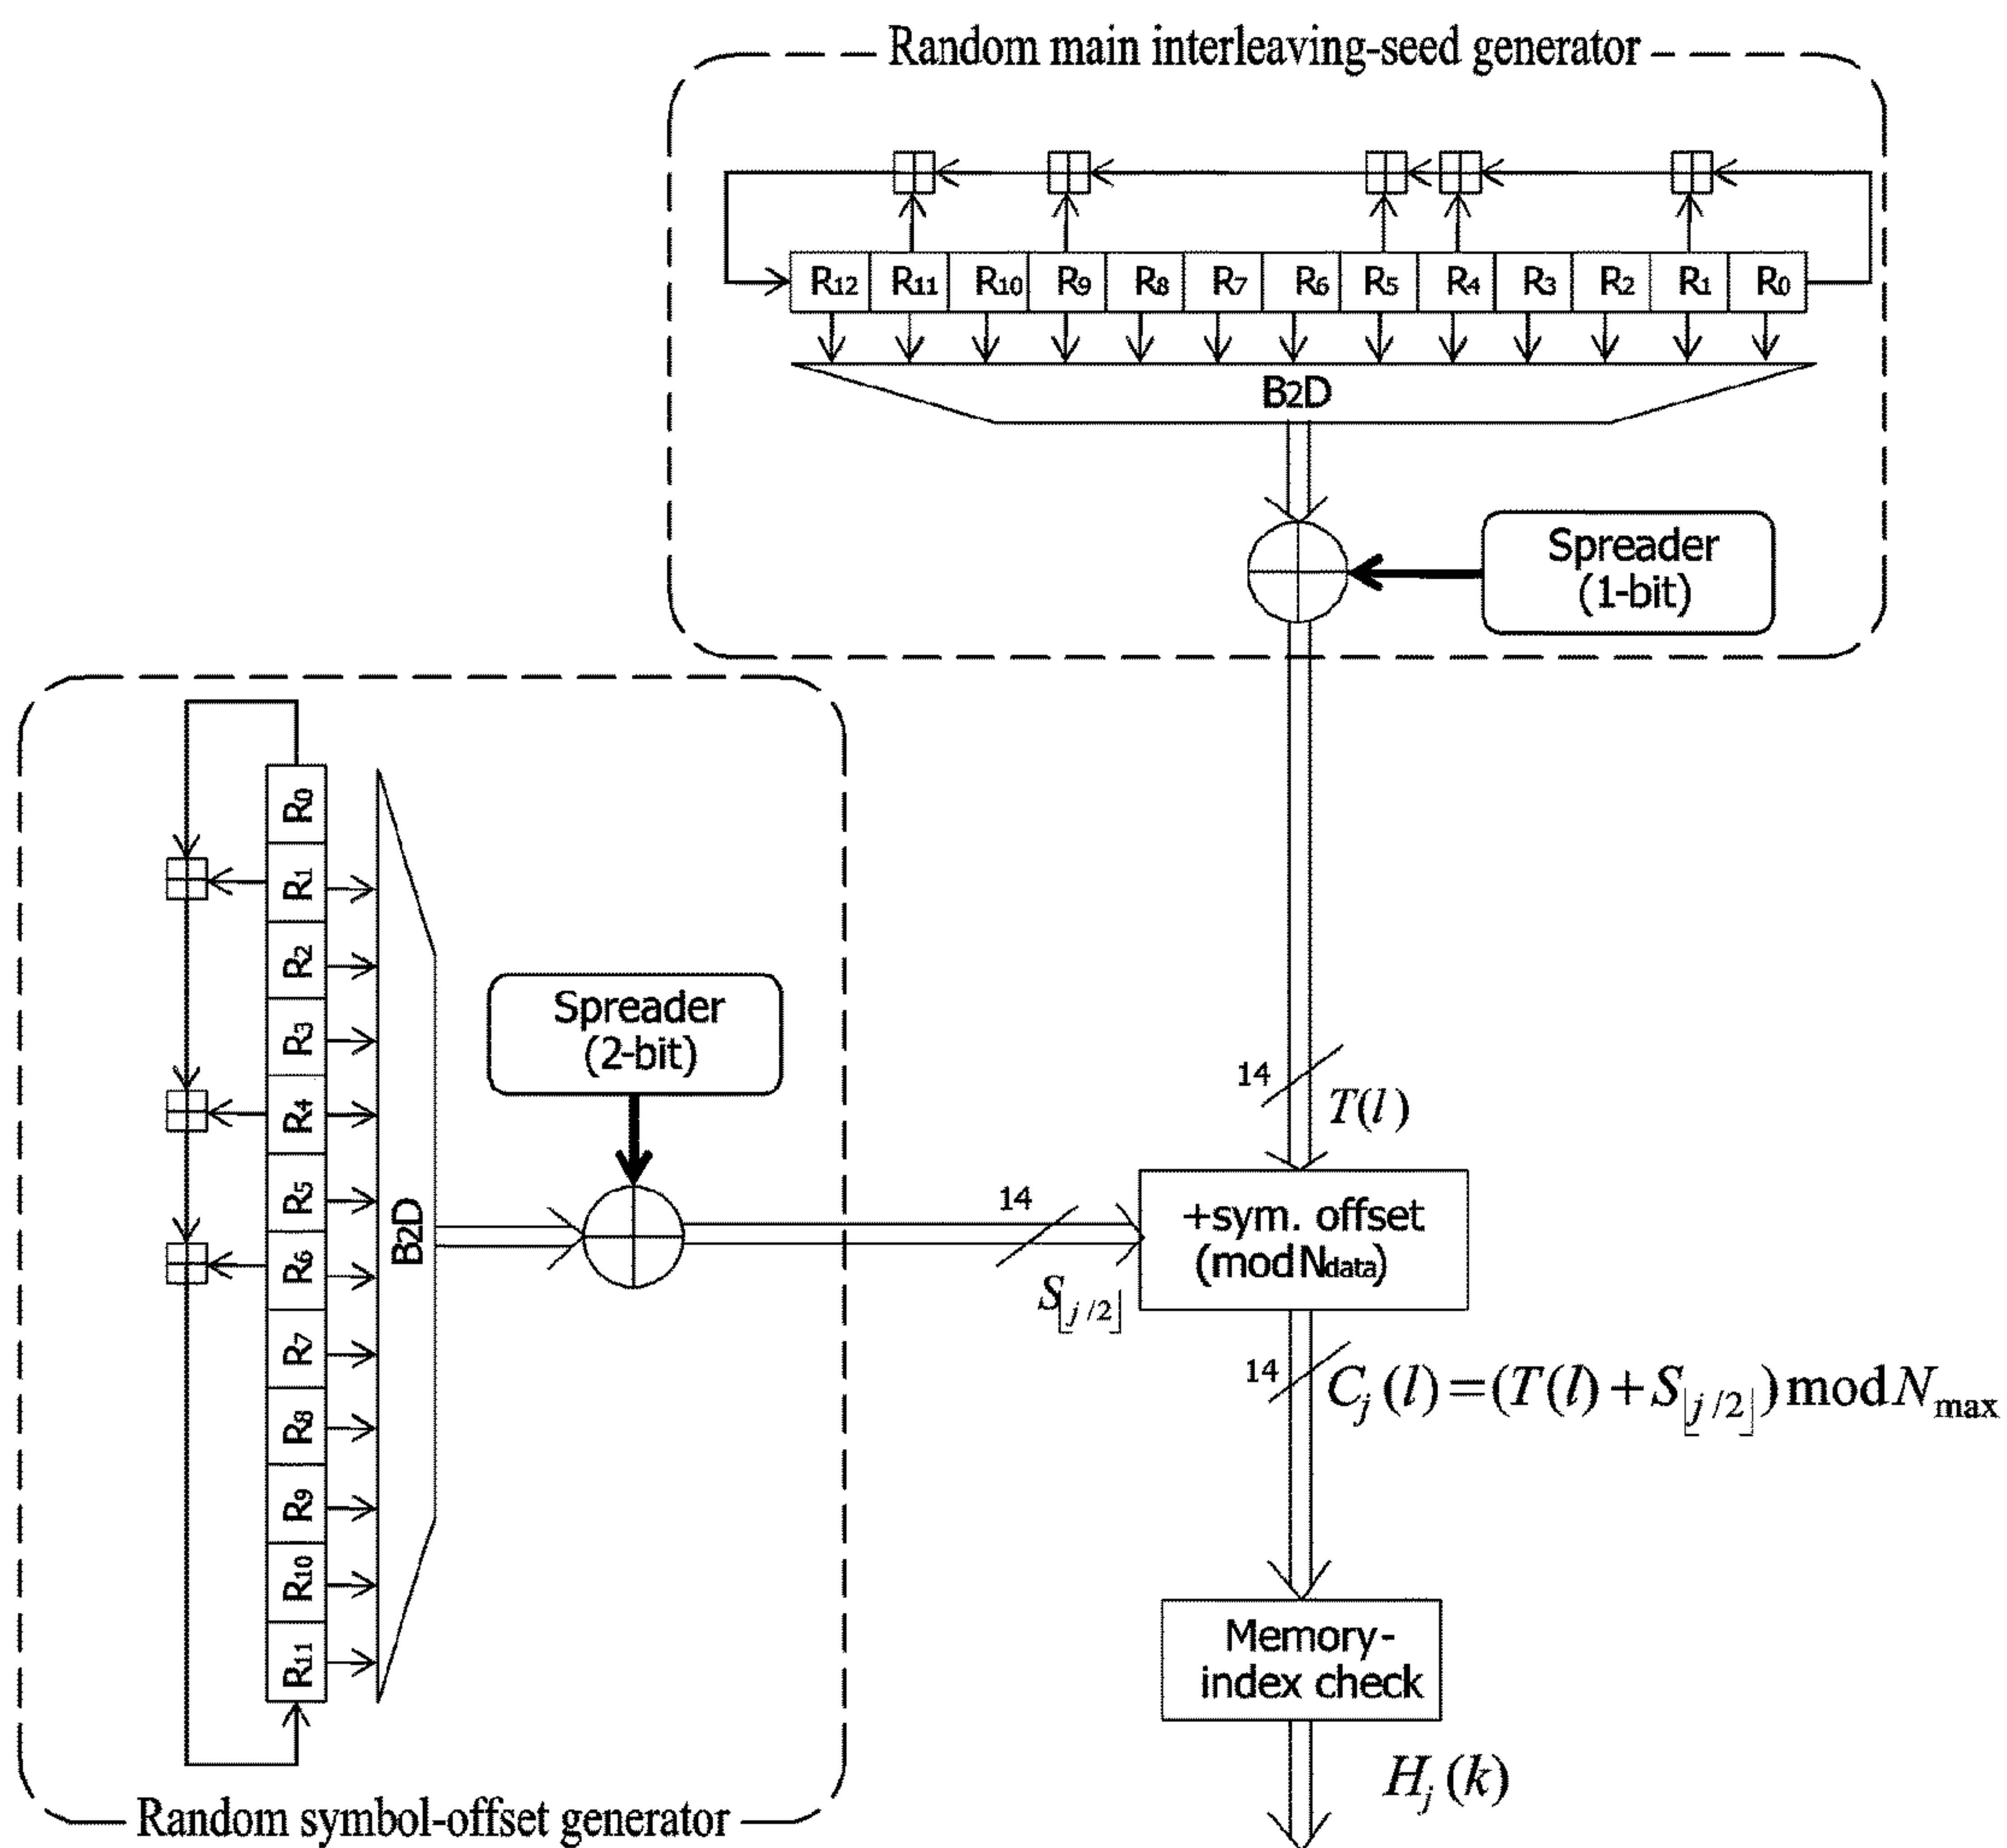 Random main interleaving-seed generator
R12 R11 R10 R9 R8 R7 R6 R5 R4 R3 R2 R1 R0
B2D
Spreader
(1-bit)
R0
R1
R2
R3
R4
R5
R6
R7
R8
R9
R10
R11
B2D
Spreader
(2-bit)
14
T(l)
14
S⌊j/2⌋
+sym. offset
(mod Ndata)
14
Cj(l)=(T(l)+S⌊j/2⌋) mod Nmax
Memory-
index check
Hj(k)
Random symbol-offset generator